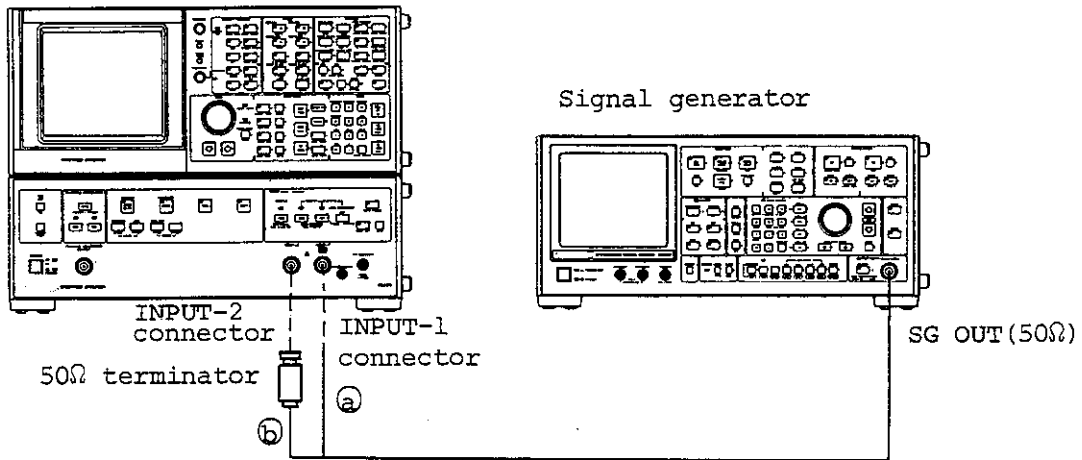 Signal generator
INPUT-2
connector
INPUT-1
connector
SG OUT(50Ω)
50Ω terminator
ⓐ
ⓑ